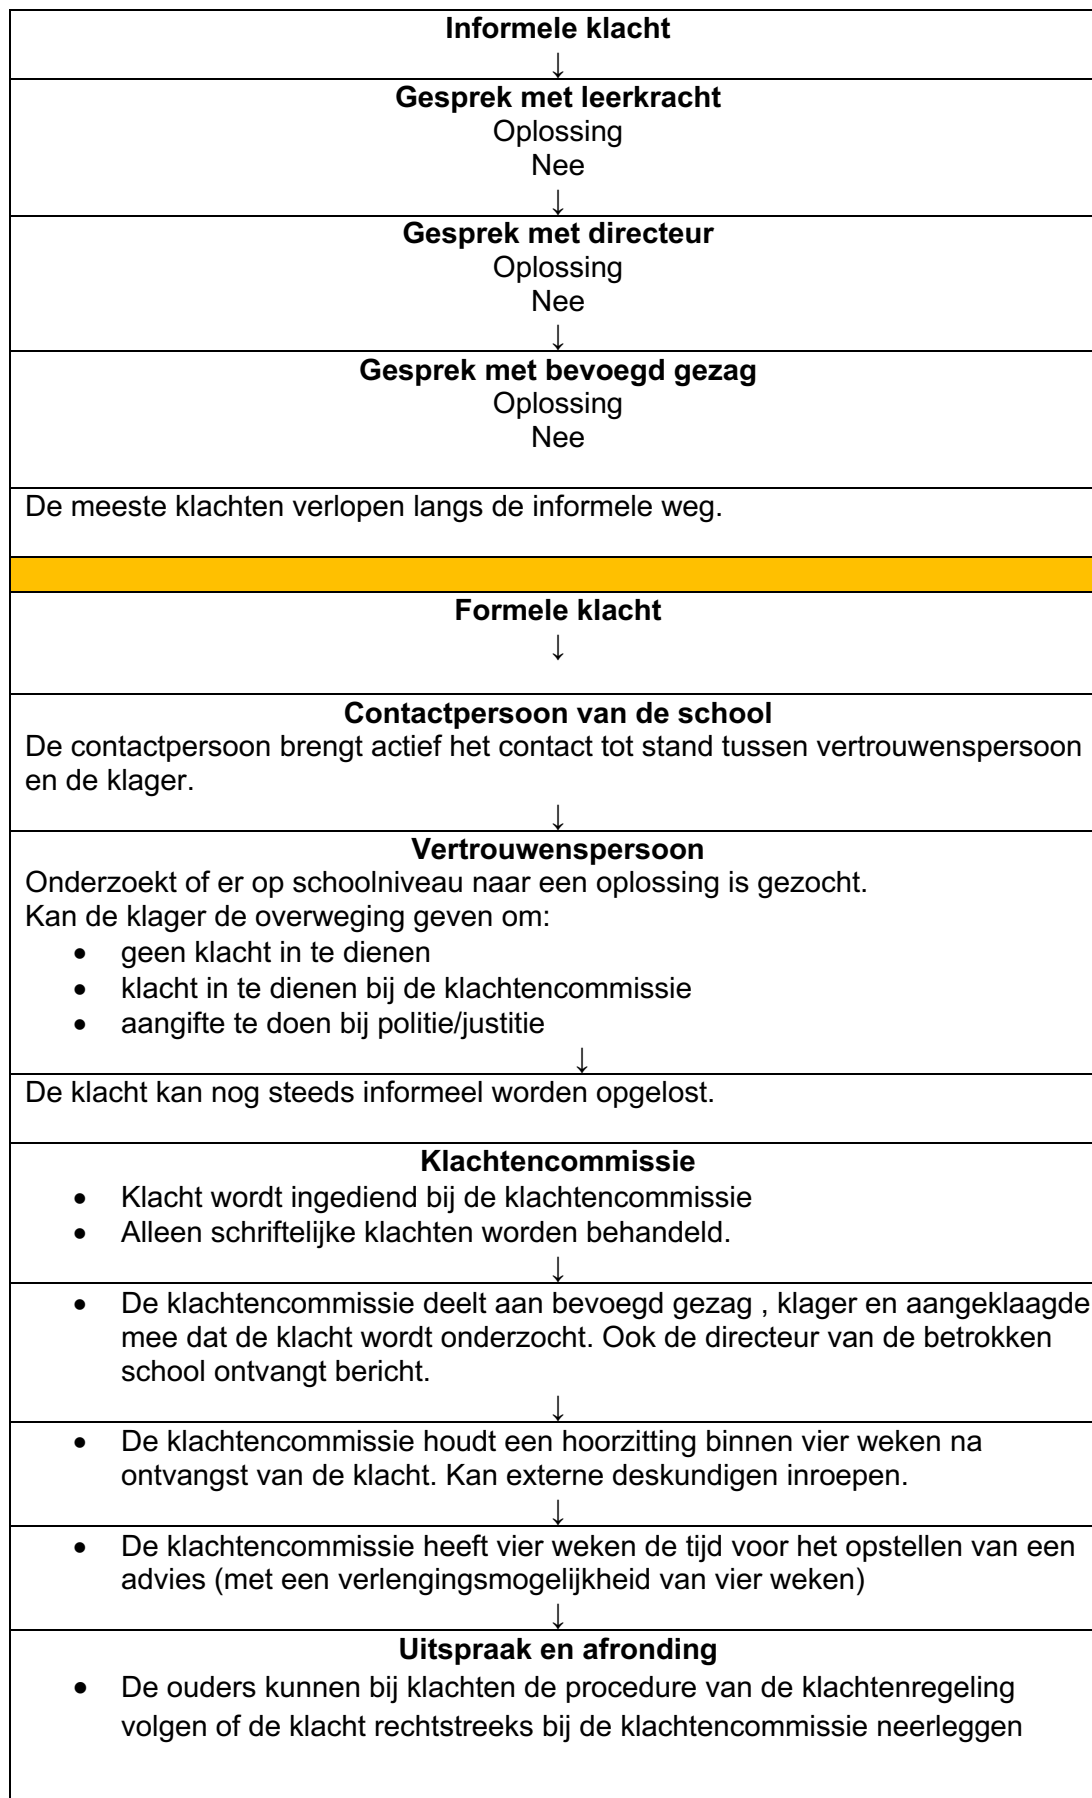 Informele klacht
↓
Gesprek met leerkracht
Oplossing
Nee
↓
Gesprek met directeur
Oplossing
Nee
↓
Gesprek met bevoegd gezag
Oplossing
Nee
De meeste klachten verlopen langs de informele weg.
Formele klacht
↓
Contactpersoon van de school
De contactpersoon brengt actief het contact tot stand tussen vertrouwenspersoon
en de klager.
↓
Vertrouwenspersoon
Onderzoekt of er op schoolniveau naar een oplossing is gezocht.
Kan de klager de overweging geven om:
• geen klacht in te dienen
• klacht in te dienen bij de klachtencommissie
• aangifte te doen bij politie/justitie
↓
De klacht kan nog steeds informeel worden opgelost.
Klachtencommissie
• Klacht wordt ingediend bij de klachtencommissie
• Alleen schriftelijke klachten worden behandeld.
↓
• De klachtencommissie deelt aan bevoegd gezag , klager en aangeklaagde
mee dat de klacht wordt onderzocht. Ook de directeur van de betrokken
school ontvangt bericht.
↓
• De klachtencommissie houdt een hoorzitting binnen vier weken na
ontvangst van de klacht. Kan externe deskundigen inroepen.
↓
• De klachtencommissie heeft vier weken de tijd voor het opstellen van een
advies (met een verlengingsmogelijkheid van vier weken)
↓
Uitspraak en afronding
• De ouders kunnen bij klachten de procedure van de klachtenregeling
volgen of de klacht rechtstreeks bij de klachtencommissie neerleggen